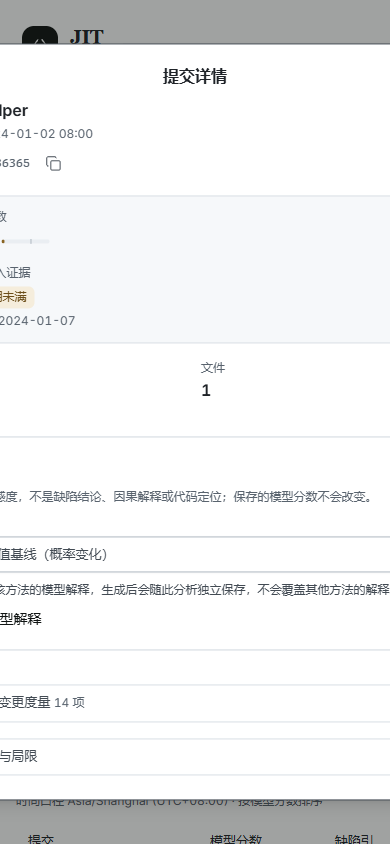 JIT
提交详情
lper
4-01-02 08:00
36365
数
入证据
期未满
2024-01-07
文件
1
感度，不是缺陷结论、因果解释或代码定位；保存的模型分数不会改变。
值基线（概率变化）
该方法的模型解释，生成后会随此分析独立保存，不会覆盖其他方法的解释
型解释
变更度量 14 项
与局限
时间口径 Asia/Shanghai (UTC+08:00) · 按模型分数排序
提交
模型分数
缺陷引